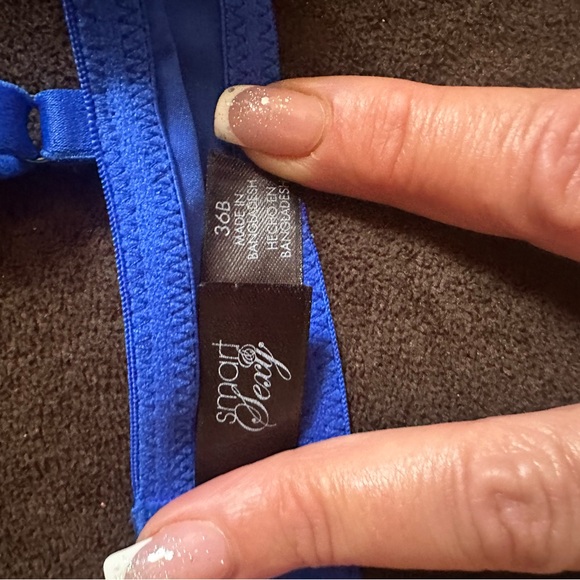 36B
MADE IN
BANGLADESH
HECHO EN
BANGLADESH
smart
& Sexy